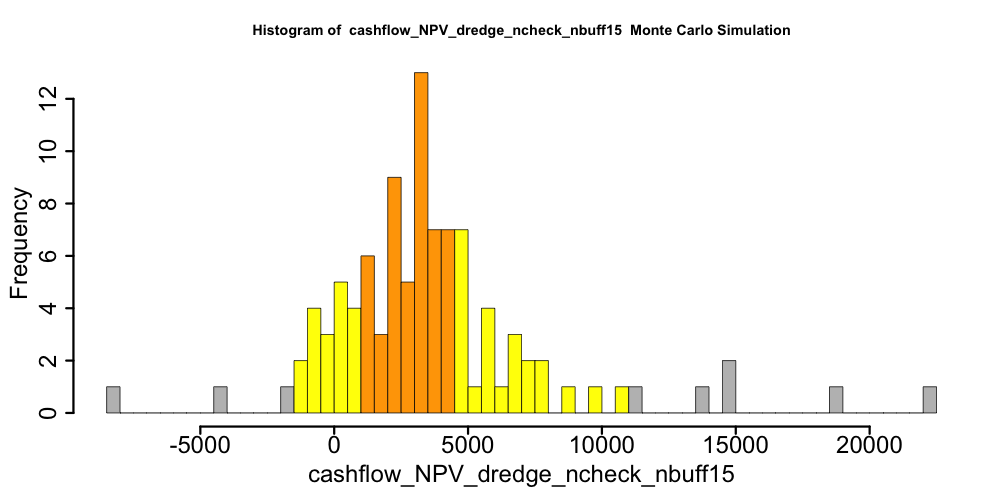 Histogram of  cashflow_NPV_dredge_ncheck_nbuff15  Monte Carlo Simulation
Frequency
12
10
8
6
4
2
0
-5000 0 5000 10000 15000 20000
cashflow_NPV_dredge_ncheck_nbuff15